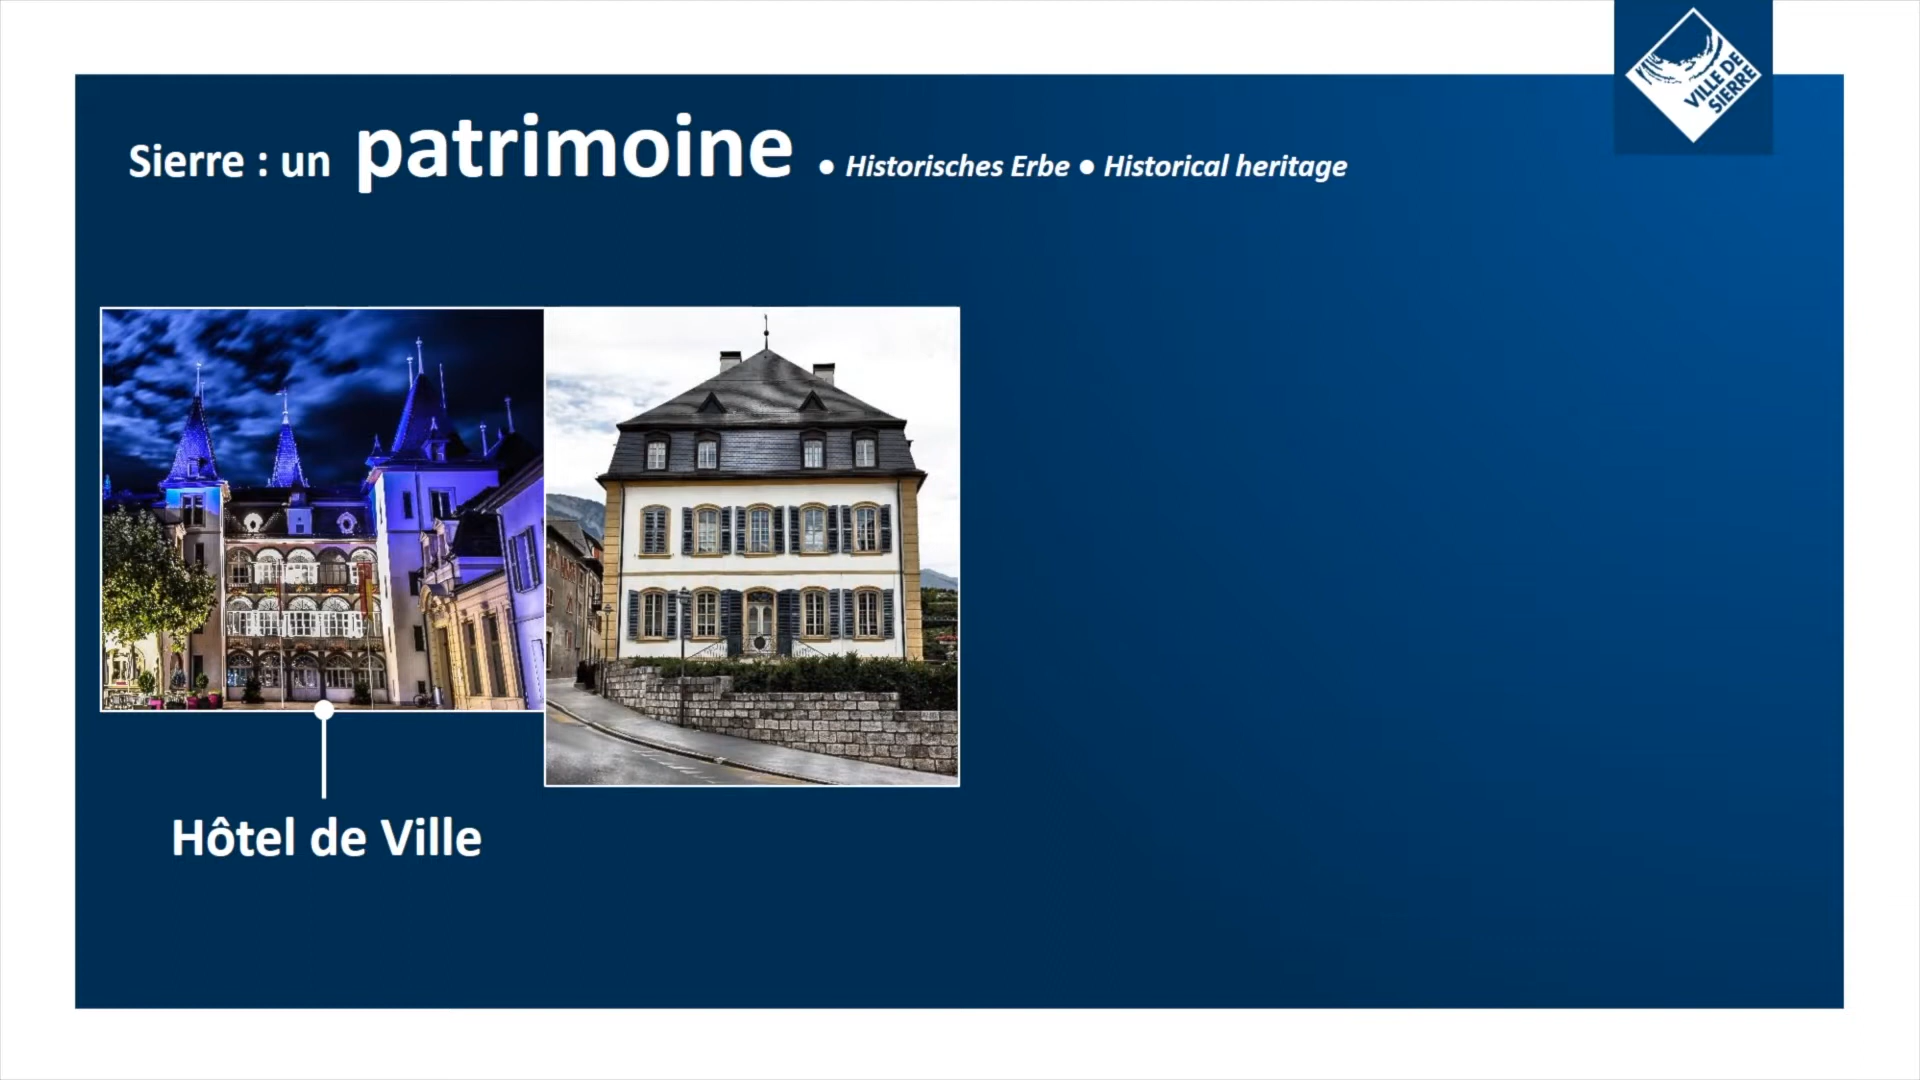 Sierre : un patrimoine • Historisches Erbe • Historical heritage
VILLE DE
SIERRE
Hôtel de Ville